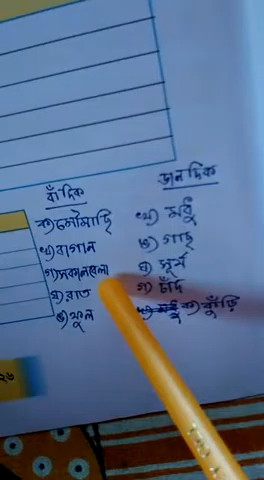 বাঁদিক ডানদিক
ক) মৌমাছি খ) মধু
খ) বাগান ঙ) গাছ
গ) সকালবেলা ঘ) সূর্য
ঘ) রাত গ) চাঁদ
ঙ) ফুল ক) কুঁড়ি